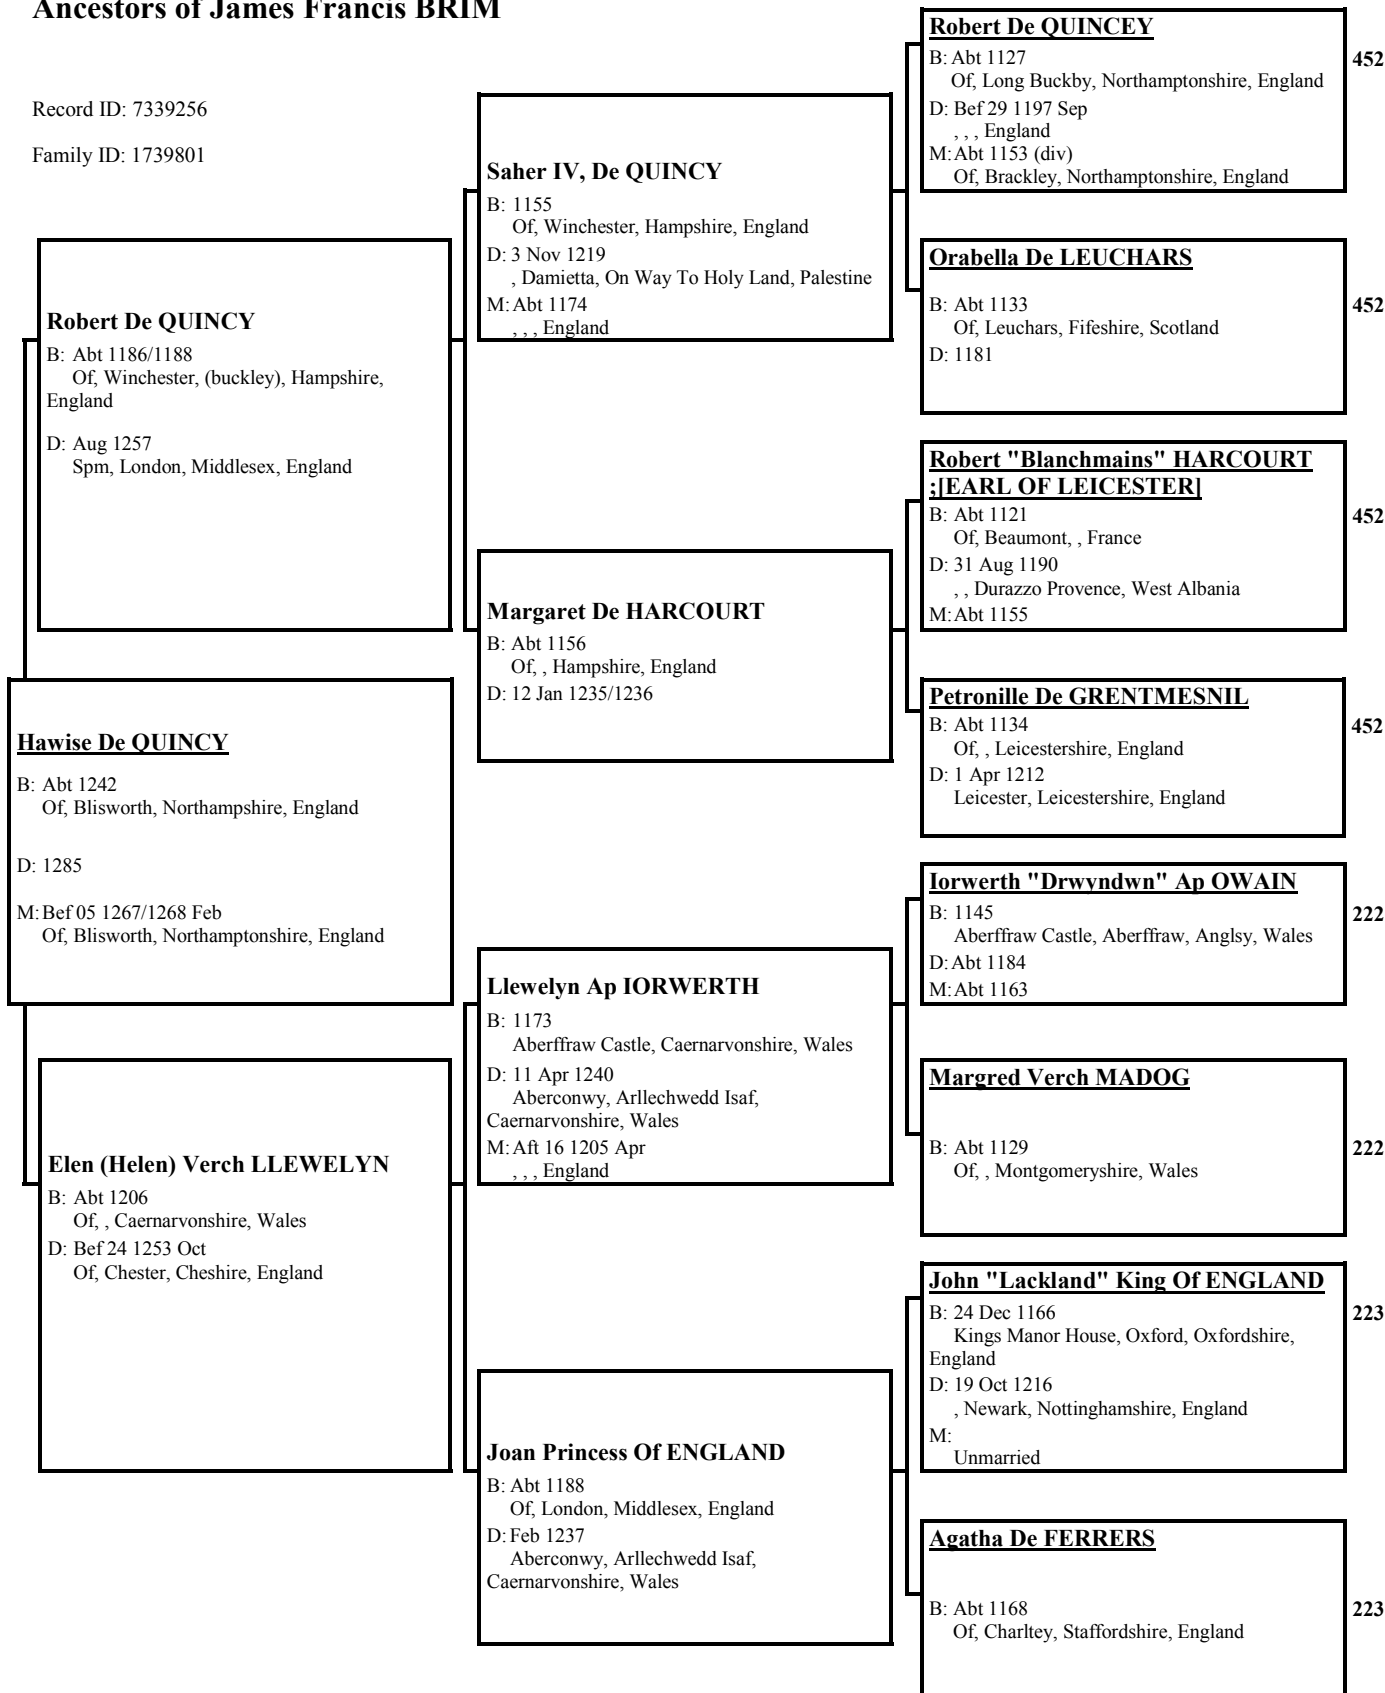 Ancestors of James Francis BRIM
Record ID: 7339256
Family ID: 1739801
Robert De QUINCY
B: Abt 1186/1188
Of, Winchester, (buckley), Hampshire,
England
D: Aug 1257
Spm, London, Middlesex, England
Hawise De QUINCY
B: Abt 1242
Of, Blisworth, Northampshire, England
D: 1285
M: Bef 05 1267/1268 Feb
Of, Blisworth, Northamptonshire, England
Elen (Helen) Verch LLEWELYN
B: Abt 1206
Of, , Caernarvonshire, Wales
D: Bef 24 1253 Oct
Of, Chester, Cheshire, England
Saher IV, De QUINCY
B: 1155
Of, Winchester, Hampshire, England
D: 3 Nov 1219
, Damietta, On Way To Holy Land, Palestine
M: Abt 1174
, , , England
Margaret De HARCOURT
B: Abt 1156
Of, , Hampshire, England
D: 12 Jan 1235/1236
Llewelyn Ap IORWERTH
B: 1173
Aberffraw Castle, Caernarvonshire, Wales
D: 11 Apr 1240
Aberconwy, Arllechwedd Isaf,
Caernarvonshire, Wales
M: Aft 16 1205 Apr
, , , England
Joan Princess Of ENGLAND
B: Abt 1188
Of, London, Middlesex, England
D: Feb 1237
Aberconwy, Arllechwedd Isaf,
Caernarvonshire, Wales
Robert De QUINCEY
B: Abt 1127
452
Of, Long Buckby, Northamptonshire, England
D: Bef 29 1197 Sep
, , , England
M: Abt 1153 (div)
Of, Brackley, Northamptonshire, England
Orabella De LEUCHARS
B: Abt 1133
452
Of, Leuchars, Fifeshire, Scotland
D: 1181
Robert "Blanchmains" HARCOURT
;[EARL OF LEICESTER]
B: Abt 1121
452
Of, Beaumont, , France
D: 31 Aug 1190
, , Durazzo Provence, West Albania
M: Abt 1155
Petronille De GRENTMESNIL
B: Abt 1134
452
Of, , Leicestershire, England
D: 1 Apr 1212
Leicester, Leicestershire, England
Iorwerth "Drwyndwn" Ap OWAIN
B: 1145
222
Aberffraw Castle, Aberffraw, Anglsy, Wales
D: Abt 1184
M: Abt 1163
Margred Verch MADOG
B: Abt 1129
222
Of, , Montgomeryshire, Wales
John "Lackland" King Of ENGLAND
B: 24 Dec 1166
223
Kings Manor House, Oxford, Oxfordshire,
England
D: 19 Oct 1216
, Newark, Nottinghamshire, England
M:
Unmarried
Agatha De FERRERS
B: Abt 1168
223
Of, Charltey, Staffordshire, England